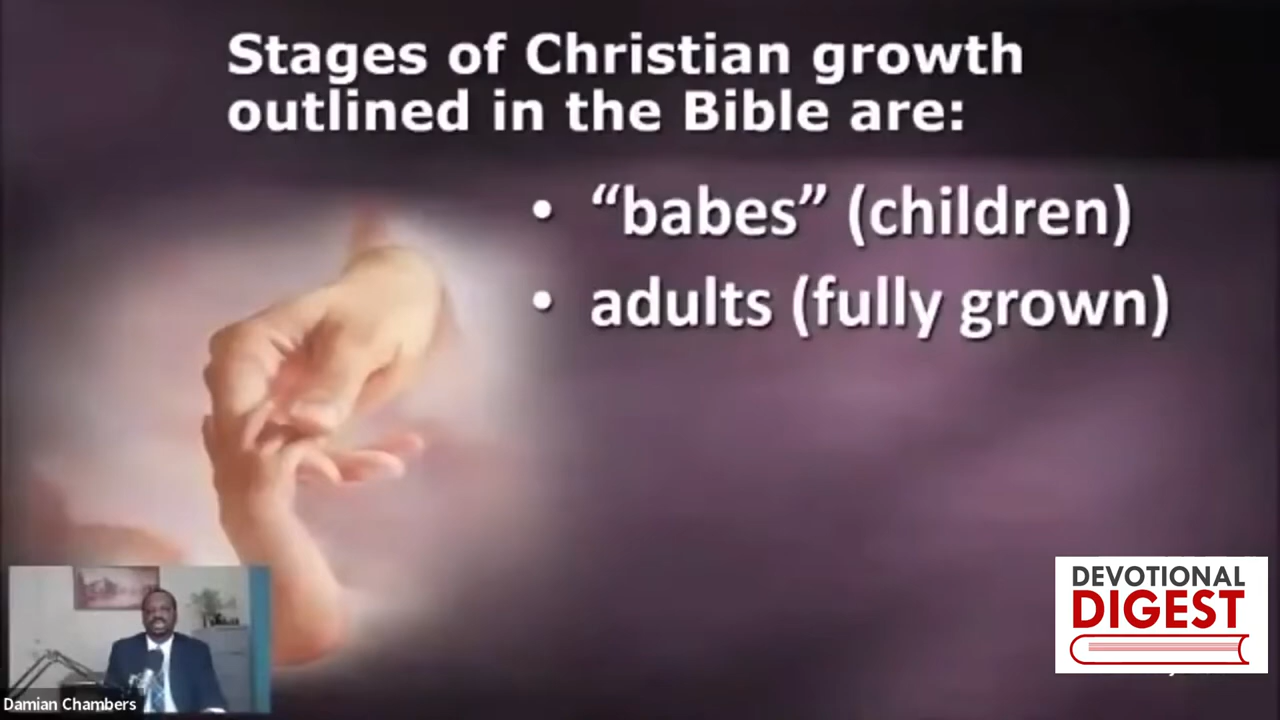 Stages of Christian growth
outlined in the Bible are:
• “babes” (children)
• adults (fully grown)
DEVOTIONAL
DIGEST
Damian Chambers